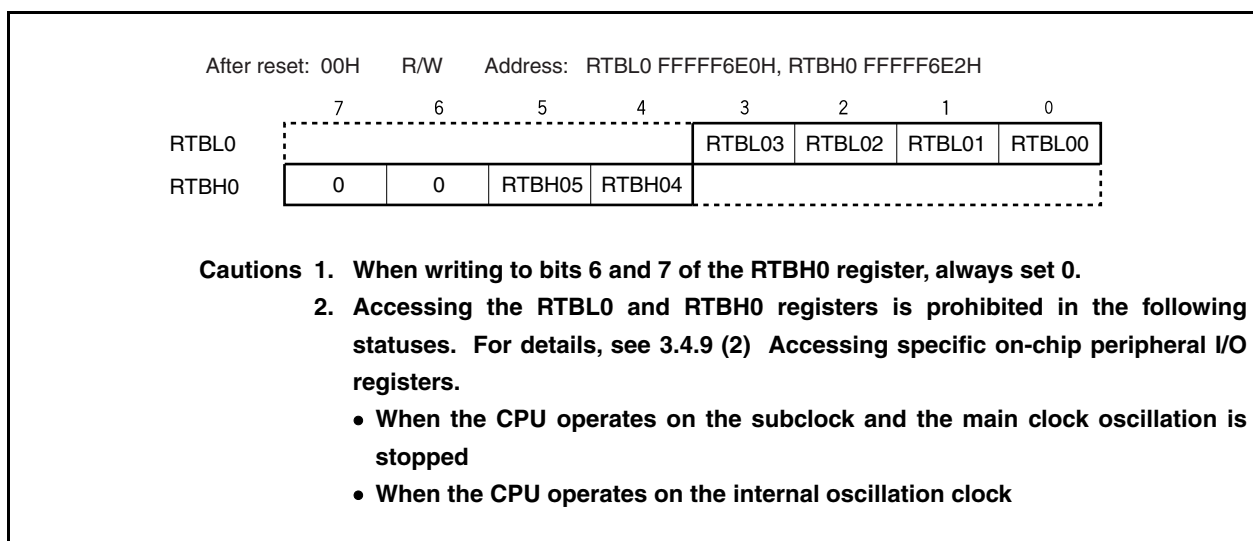 After reset: 00H R/W Address: RTBL0 FFFFF6E0H, RTBH0 FFFFF6E2H
7 6 5 4 3 2 1 0
RTBL0 RTBL03 RTBL02 RTBL01 RTBL00
RTBH0 0 0 RTBH05 RTBH04
Cautions 1. When writing to bits 6 and 7 of the RTBH0 register, always set 0.
2. Accessing the RTBL0 and RTBH0 registers is prohibited in the following
statuses. For details, see 3.4.9 (2) Accessing specific on-chip peripheral I/O
registers.
• When the CPU operates on the subclock and the main clock oscillation is
stopped
• When the CPU operates on the internal oscillation clock